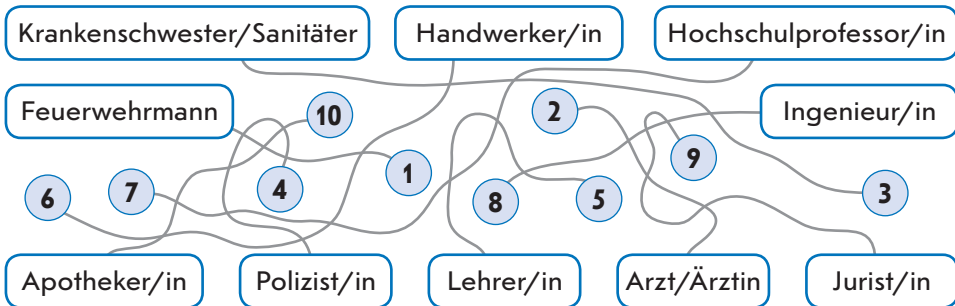 Krankenschwester/Sanitäter Handwerker/in Hochschulprofessor/in
Feuerwehrmann 10 2 Ingenieur/in
9
1
4
6 7 8 5 3
Apotheker/in Polizist/in Lehrer/in Arzt/Ärztin Jurist/in